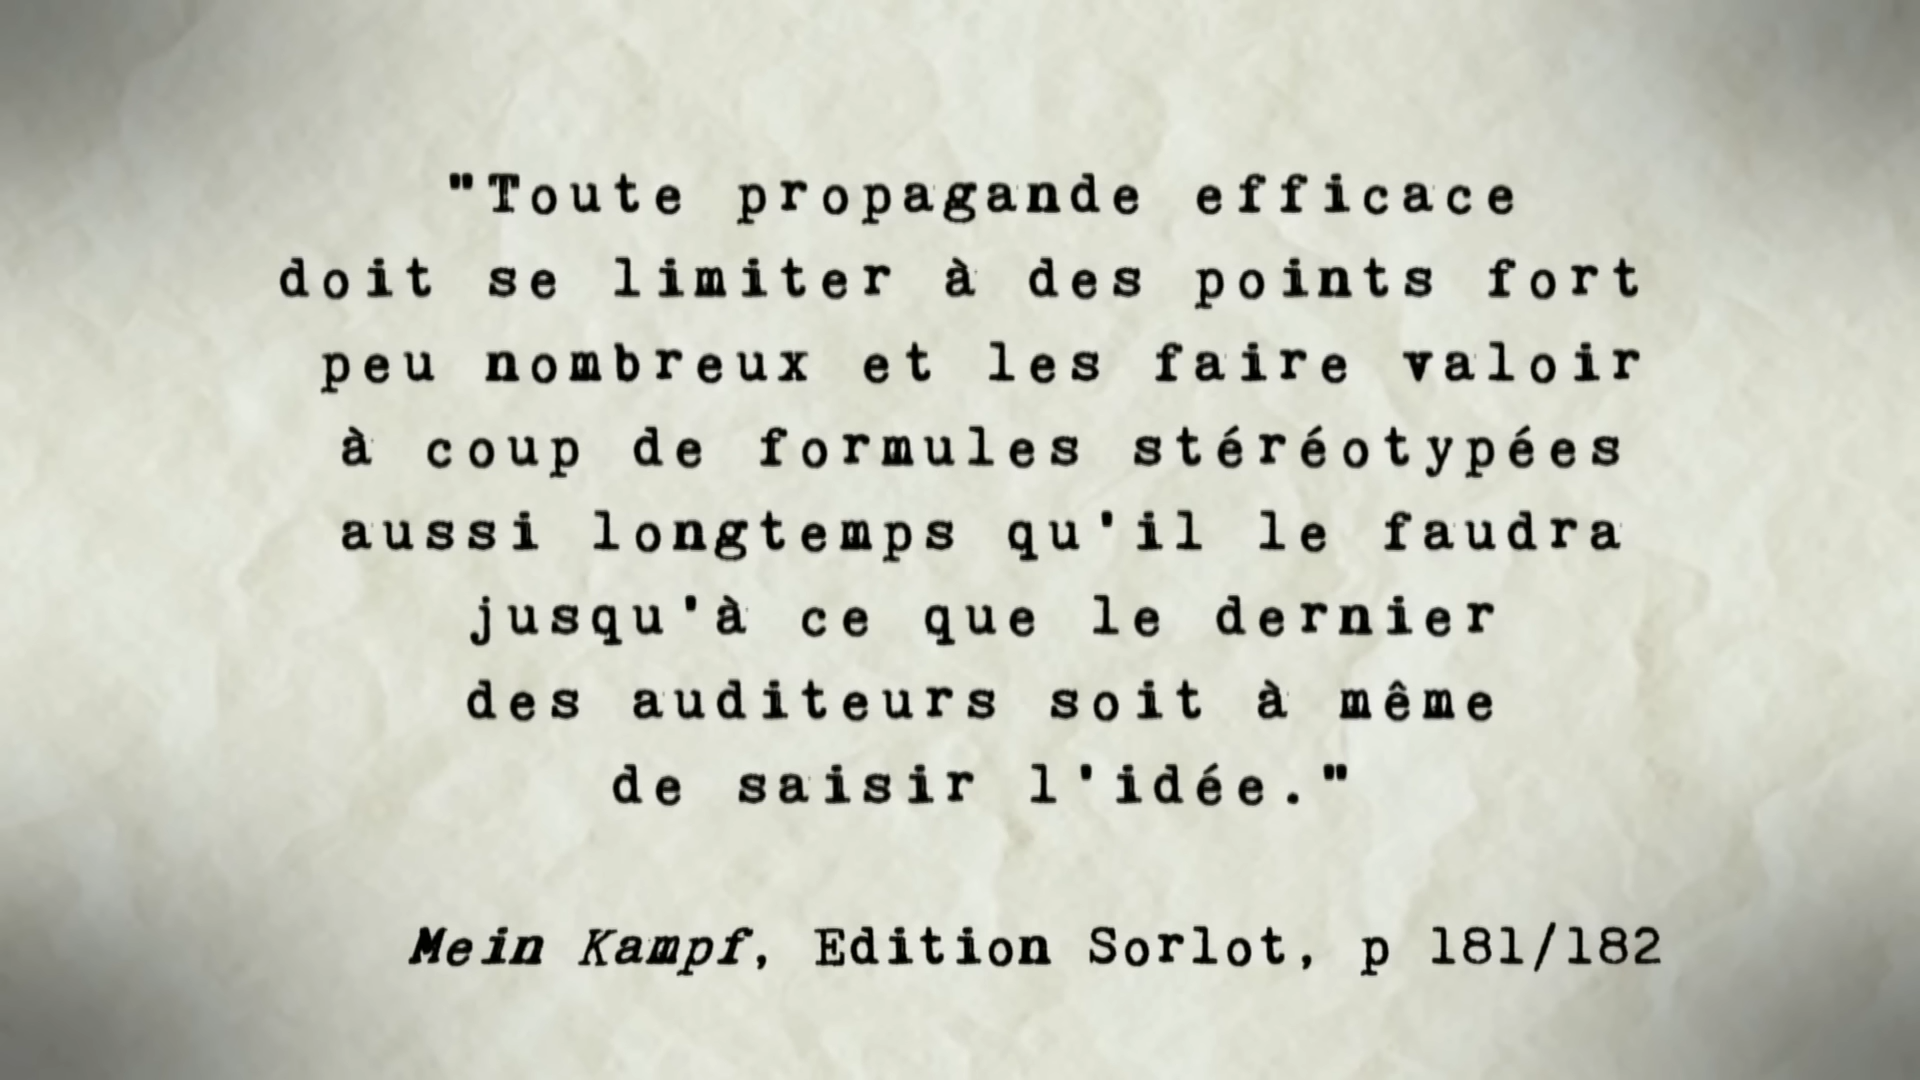 "Toute propagande efficace
doit se limiter à des points fort
peu nombreux et les faire valoir
à coup de formules stéréotypées
aussi longtemps qu'il le faudra
jusqu'à ce que le dernier
des auditeurs soit à même
de saisir l'idée."
Mein Kampf, Edition Sorlot, p 181/182